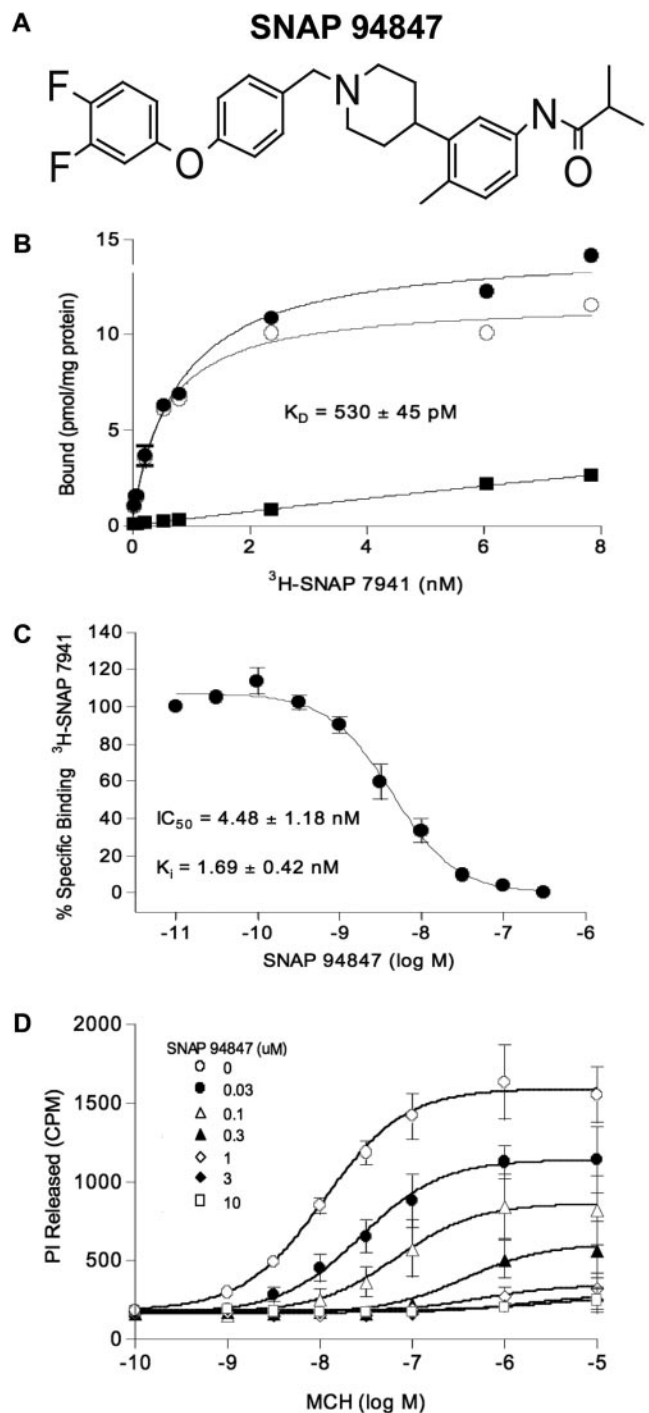 A
SNAP 94847
F
F
O
N
N
O
B
15
10
5
0
Bound (pmol/mg protein)
K_D = 530 ± 45 pM
0 2 4 6 8
³H-SNAP 7941 (nM)
C
140
120
100
80
60
40
20
0
% Specific Binding ³H-SNAP 7941
IC₅₀ = 4.48 ± 1.18 nM
Kᵢ = 1.69 ± 0.42 nM
-11 -10 -9 -8 -7 -6
SNAP 94847 (log M)
D
2000
1500
1000
500
0
PI Released (CPM)
SNAP 94847 (uM)
0
0.03
0.1
0.3
1
3
10
-10 -9 -8 -7 -6 -5
MCH (log M)